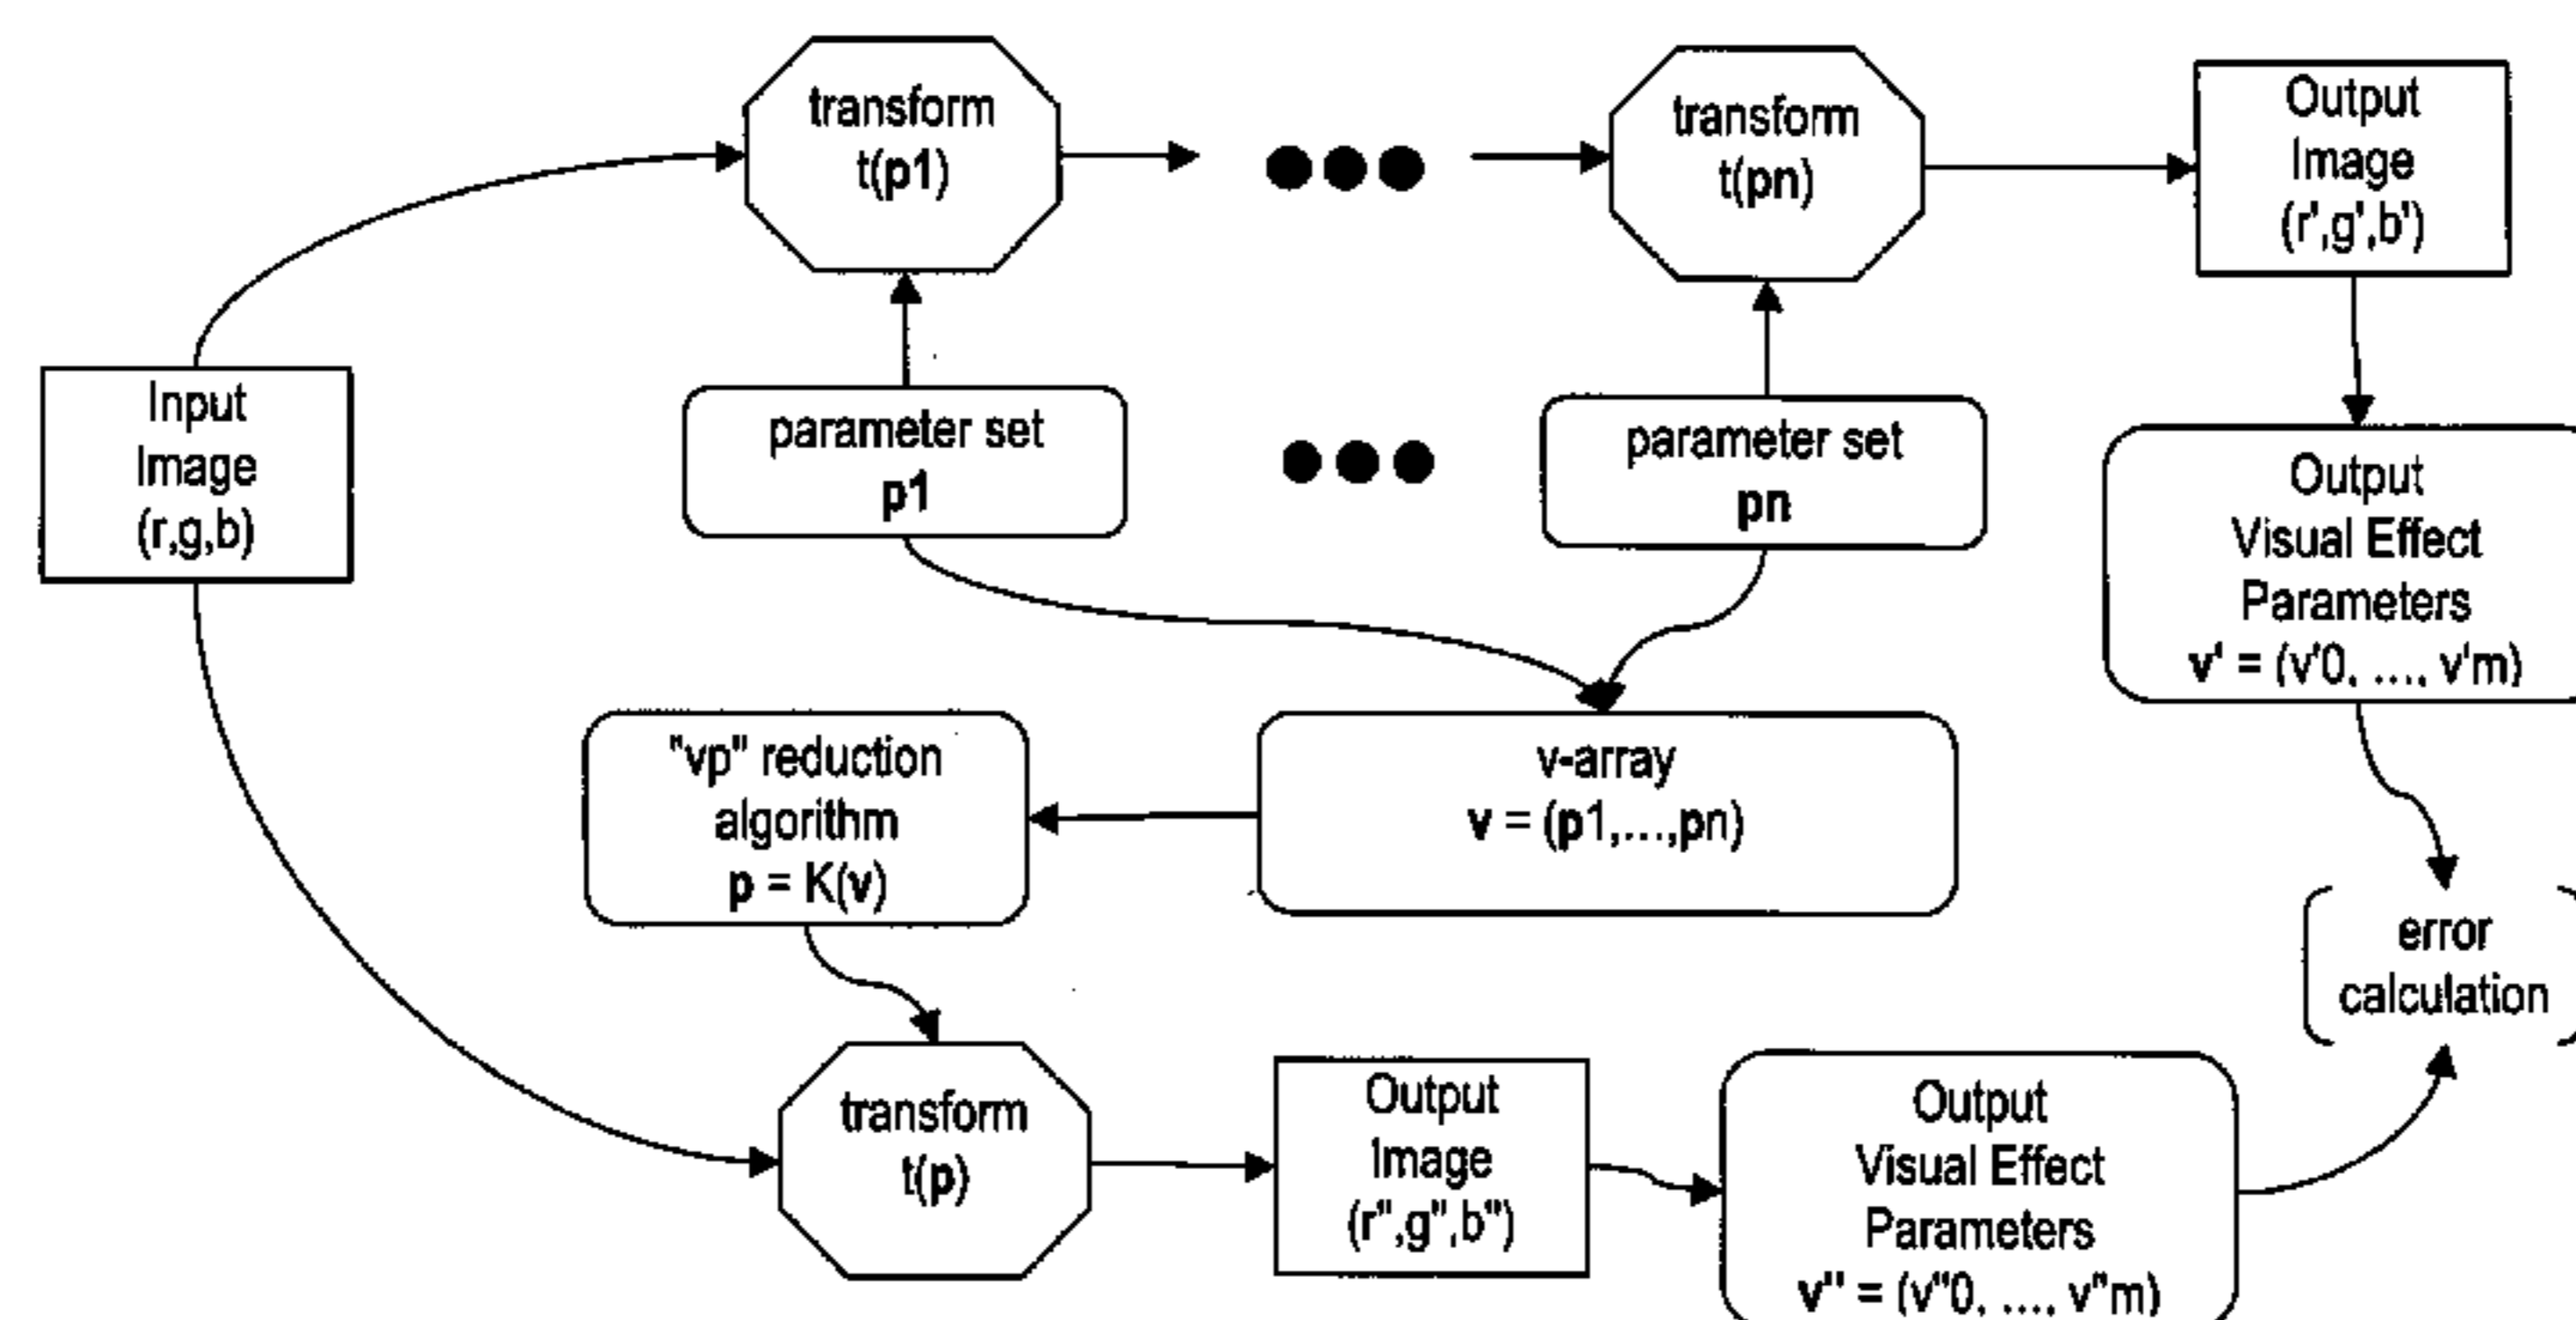 transform
t(p1)
transform
t(pn)
Output
Image
(r',g',b')
Input
Image
(r,g,b)
parameter set
p1
parameter set
pn
Output
Visual Effect
Parameters
v' = (v'0, ..., v'm)
"vp" reduction
algorithm
p = K(v)
v-array
v = (p1,...,pn)
error
calculation
transform
t(p)
Output
Image
(r",g",b")
Output
Visual Effect
Parameters
v" = (v"0, ..., v"m)